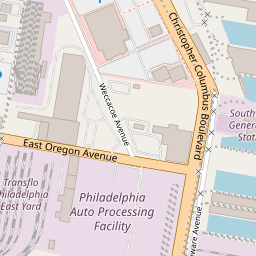 Christopher Columbus Boulevard
Weccacoe Avenue
South
Gener
Stat
East Oregon Avenue
Transflo
Philadelphia
East Yard
Philadelphia
Auto Processing
Facility
ware Avenue